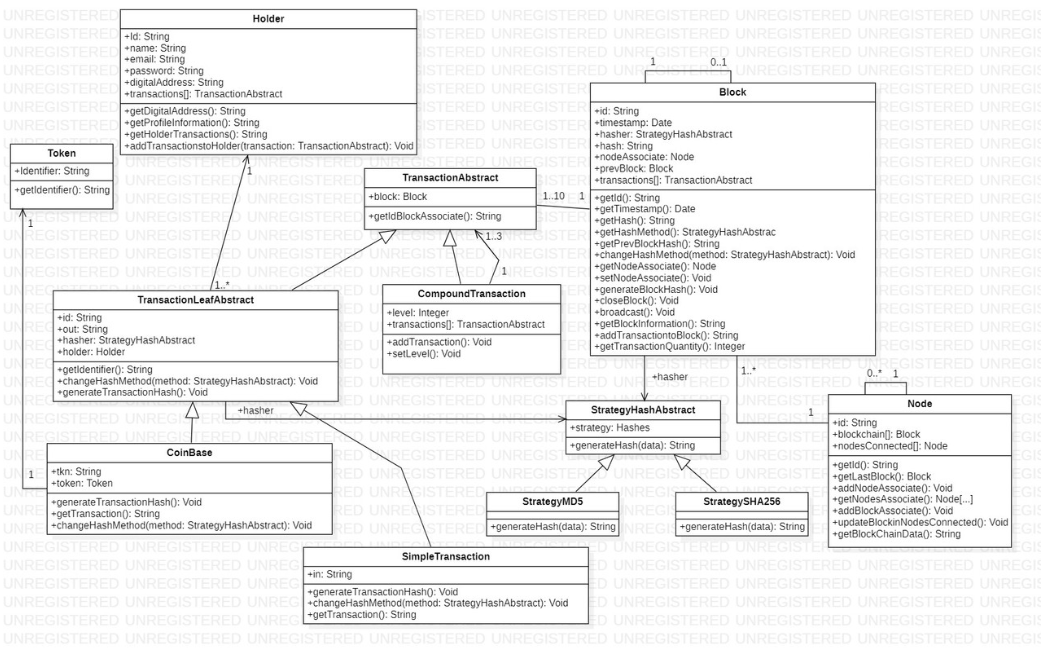 Holder
+Id: String
+name: String
+email: String
+password: String
+digitalAddress: String
+transactions[]: TransactionAbstract
+getDigitalAddress(): String
+getProfileInformation(): String
+getHolderTransactions(): String
+addTransactionstoHolder(transaction: TransactionAbstract): Void
Token
+Identifier: String
+getIdentifier(): String
1
1
1
1..*
TransactionAbstract
+block: Block
+getIdBlockAssociate(): String
1..10
1
1..3
1
1
0..1
Block
+id: String
+timestamp: Date
+hasher: StrategyHashAbstract
+hash: String
+nodeAssociate: Node
+prevBlock: Block
+transactions[]: TransactionAbstract
+getId(): String
+getTimestamp(): Date
+getHash(): String
+getHashMethod(): StrategyHashAbstrac
+getPrevBlockHash(): String
+changeHashMethod(method: StrategyHashAbstract): Void
+getNodeAssociate(): Node
+setNodeAssociate(): Void
+generateBlockHash(): Void
+closeBlock(): Void
+broadcast(): Void
+getBlockInformation(): String
+addTransactiontoBlock(): String
+getTransactionQuantity(): Integer
TransactionLeafAbstract
+id: String
+out: String
+hasher: StrategyHashAbstract
+holder: Holder
+getIdentifier(): String
+changeHashMethod(method: StrategyHashAbstract): Void
+generateTransactionHash(): Void
CompoundTransaction
+level: Integer
+transactions[]: TransactionAbstract
+addTransaction(): Void
+setLevel(): Void
+hasher
+hasher
1..*
1
0..*
1
StrategyHashAbstract
+strategy: Hashes
+generateHash(data): String
Node
+id: String
+blockchain[]: Block
+nodesConnected[]: Node
+getId(): String
+getLastBlock(): Block
+addNodeAssociate(): Void
+getNodesAssociate(): Node[...]
+addBlockAssociate(): Void
+updateBlockinNodesConnected(): Void
+getBlockChainData(): String
CoinBase
+tkn: String
+token: Token
+generateTransactionHash(): Void
+getTransaction(): String
+changeHashMethod(method: StrategyHashAbstract): Void
StrategyMD5
+generateHash(data): String
StrategySHA256
+generateHash(data): String
SimpleTransaction
+in: String
+generateTransactionHash(): Void
+changeHashMethod(method: StrategyHashAbstract): Void
+getTransaction(): String